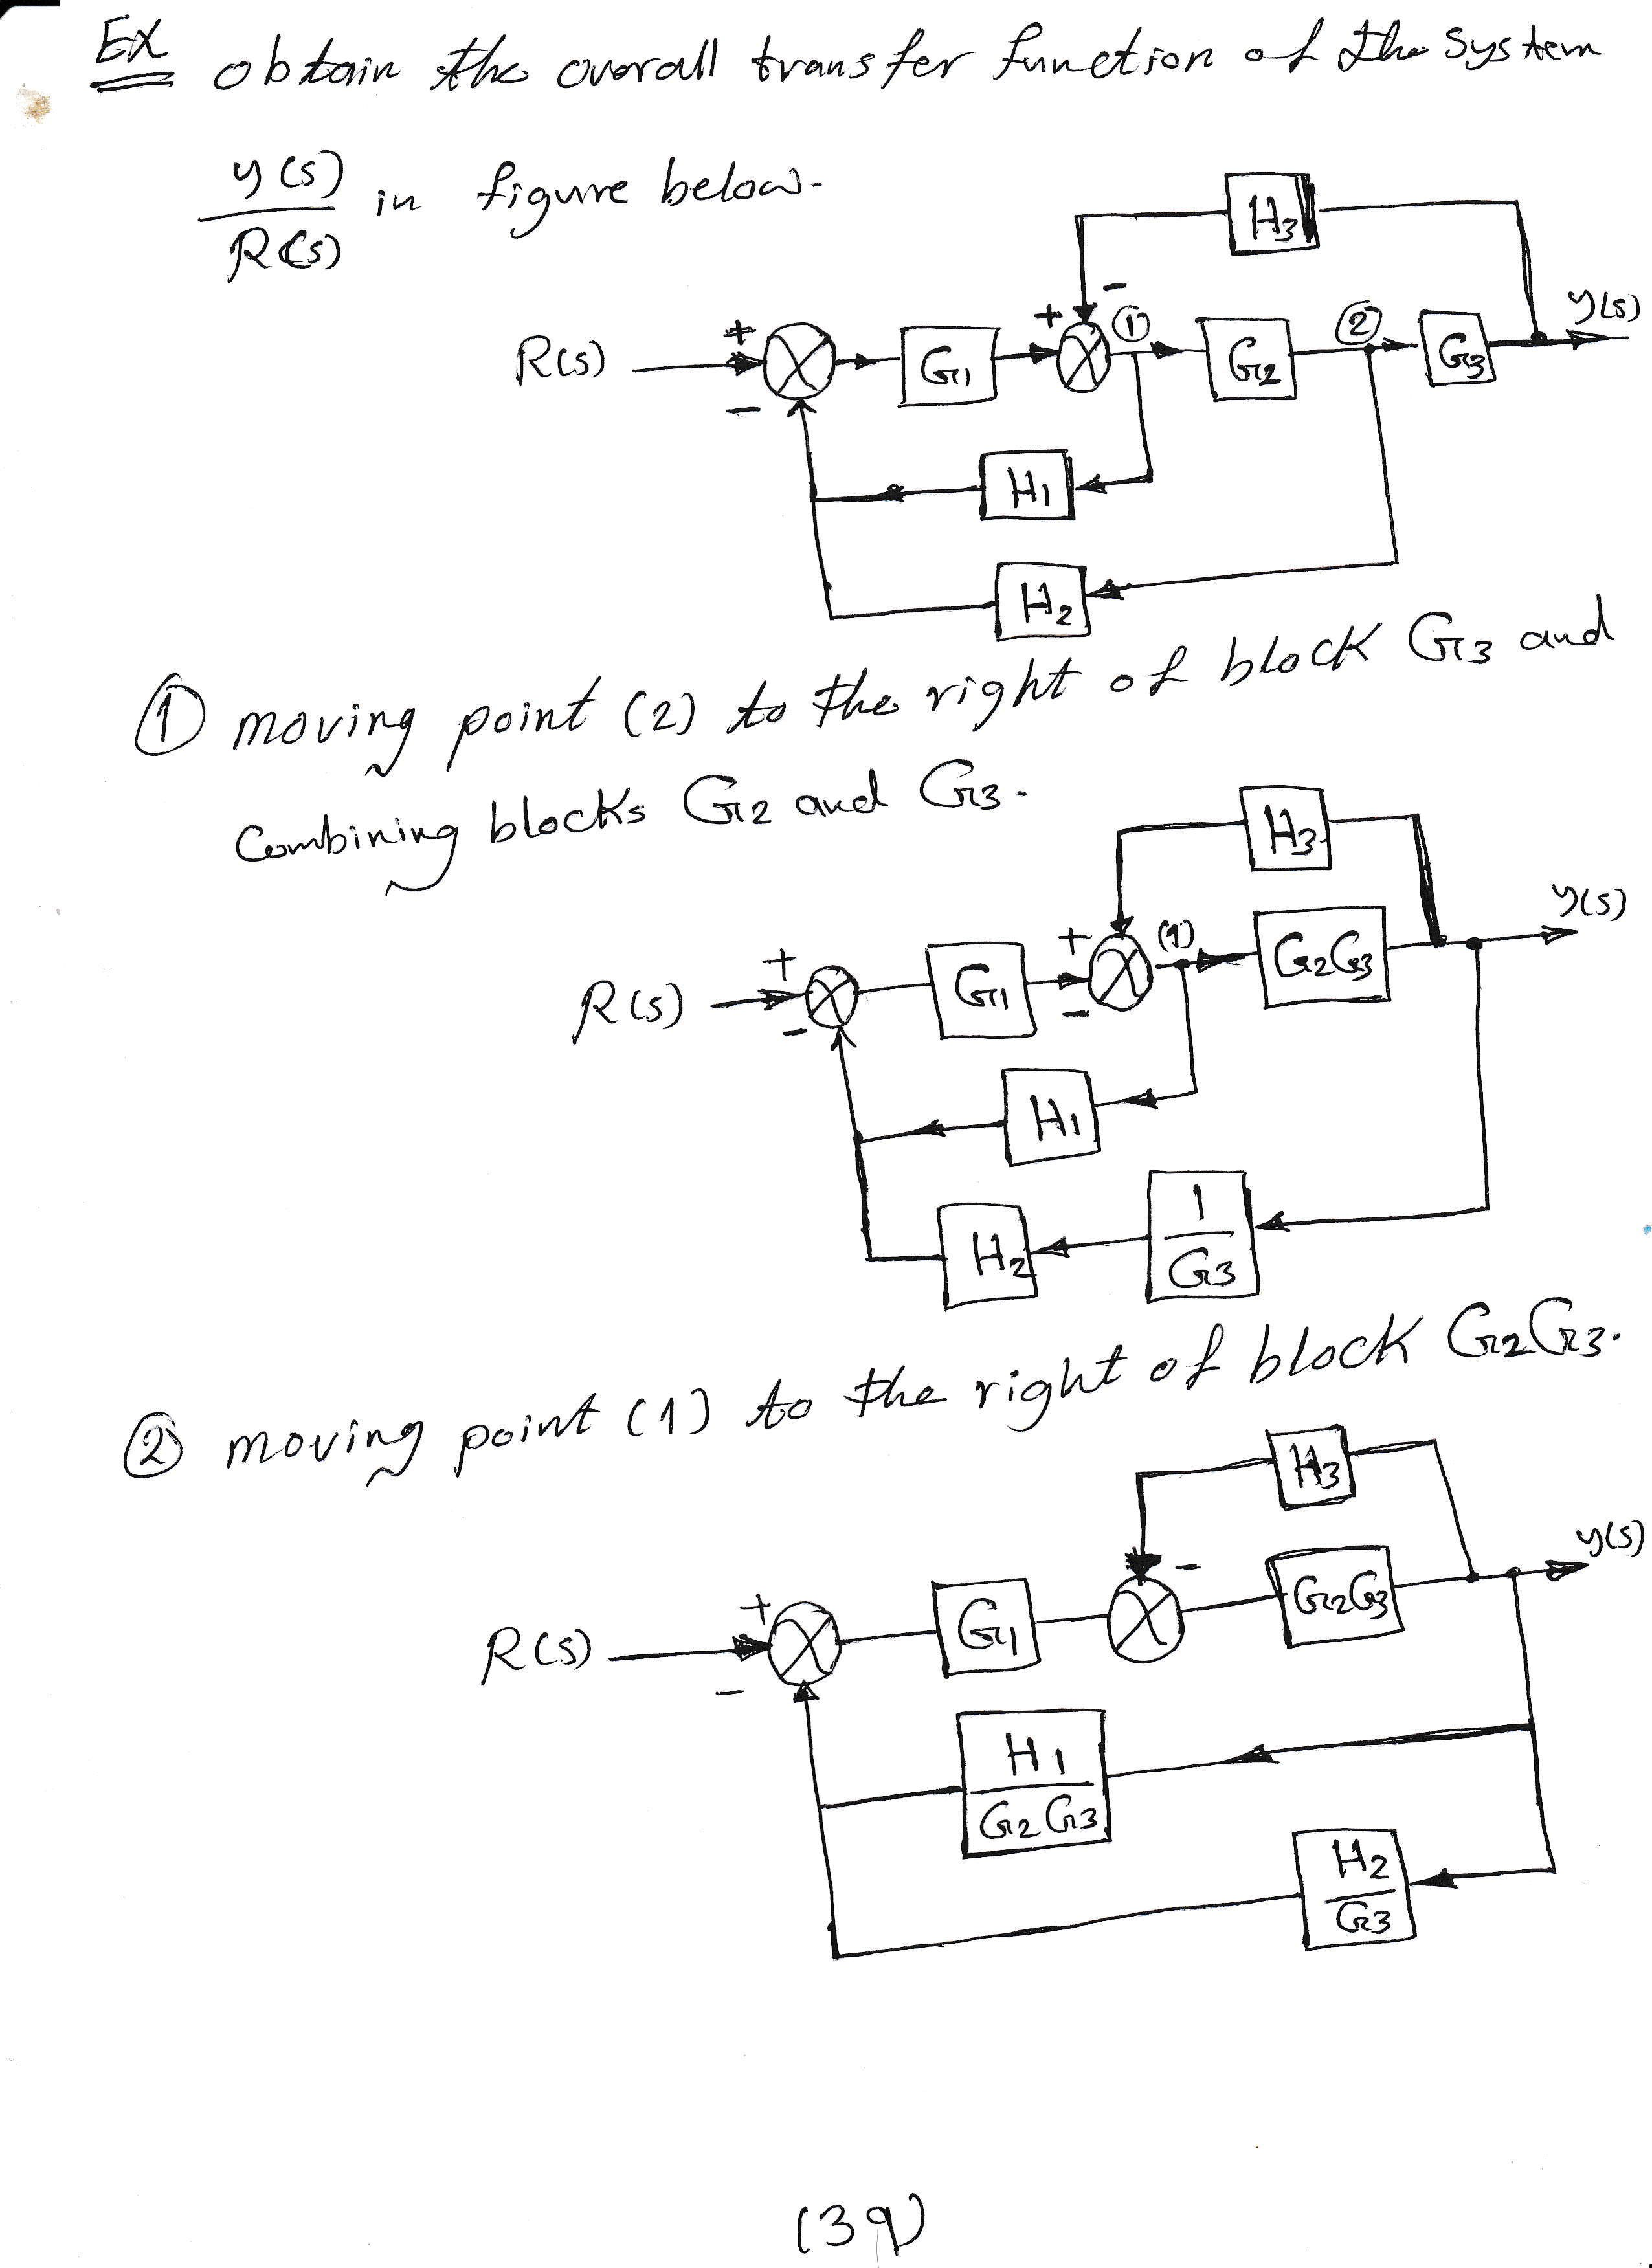 EX obtain the overall transfer function of the system
y(s)
R(s)
in figure below.
H3
-
+ + ① ② y(s)
R(s) G1 G2 G3
-
H1
H2
① moving point (2) to the right of block G3 and
Combining blocks G2 and G3.
H3
y(s)
+ + (1) G2G3
R(s) G1
- -
H1
1
H2
G3
② moving point (1) to the right of block G2G3.
H3
y(s)
-
+ G1 G2G3
R(s)
-
H1
G2 G3
H2
G3
(39)